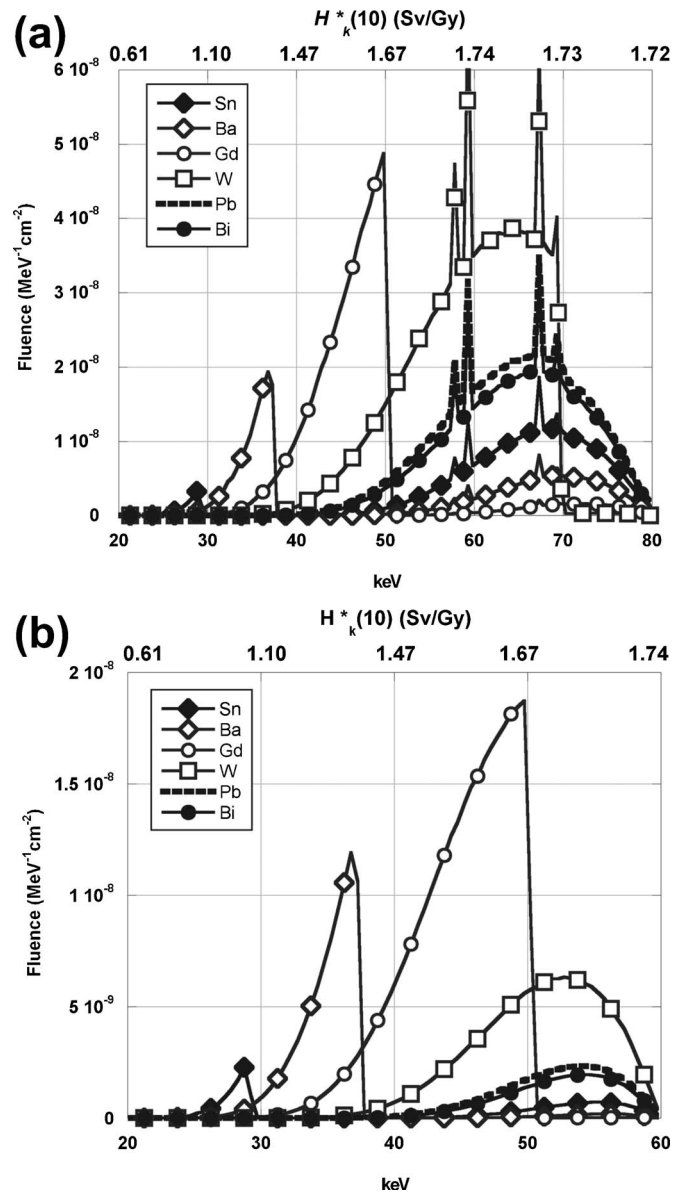 (a)
H*k(10) (Sv/Gy)
0.61 1.10 1.47 1.67 1.74 1.73 1.72
6 10-8
5 10-8
4 10-8
3 10-8
2 10-8
1 10-8
0
Fluence (MeV-1cm-2)
Sn
Ba
Gd
W
Pb
Bi
20 30 40 50 60 70 80
keV
(b)
H*k(10) (Sv/Gy)
0.61 1.10 1.47 1.67 1.74
2 10-8
1.5 10-8
1 10-8
5 10-9
0
Fluence (MeV-1cm-2)
Sn
Ba
Gd
W
Pb
Bi
20 30 40 50 60
keV